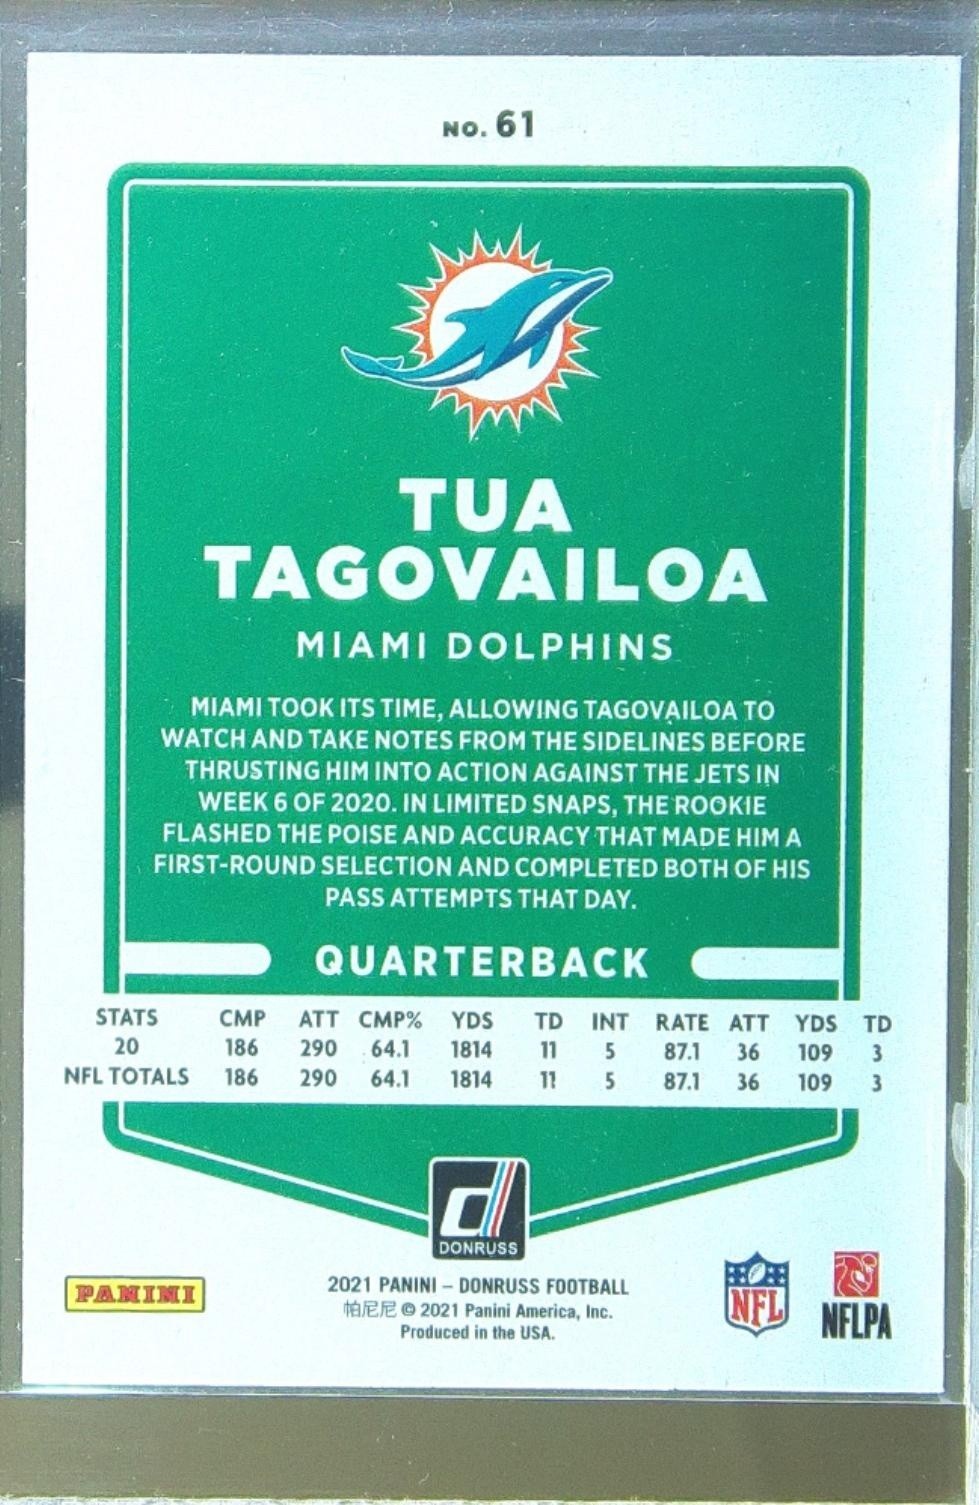 NO. 61
TUA
TAGOVAILOA
MIAMI DOLPHINS
MIAMI TOOK ITS TIME, ALLOWING TAGOVAILOA TO
WATCH AND TAKE NOTES FROM THE SIDELINES BEFORE
THRUSTING HIM INTO ACTION AGAINST THE JETS IN
WEEK 6 OF 2020. IN LIMITED SNAPS, THE ROOKIE
FLASHED THE POISE AND ACCURACY THAT MADE HIM A
FIRST-ROUND SELECTION AND COMPLETED BOTH OF HIS
PASS ATTEMPTS THAT DAY.
QUARTERBACK
STATS CMP ATT CMP% YDS TD INT RATE ATT YDS TD
20 186 290 64.1 1814 11 5 87.1 36 109 3
NFL TOTALS 186 290 64.1 1814 11 5 87.1 36 109 3
DONRUSS
PANINI
2021 PANINI – DONRUSS FOOTBALL
帕尼尼 © 2021 Panini America, Inc.
Produced in the USA.
NFL
NFLPA